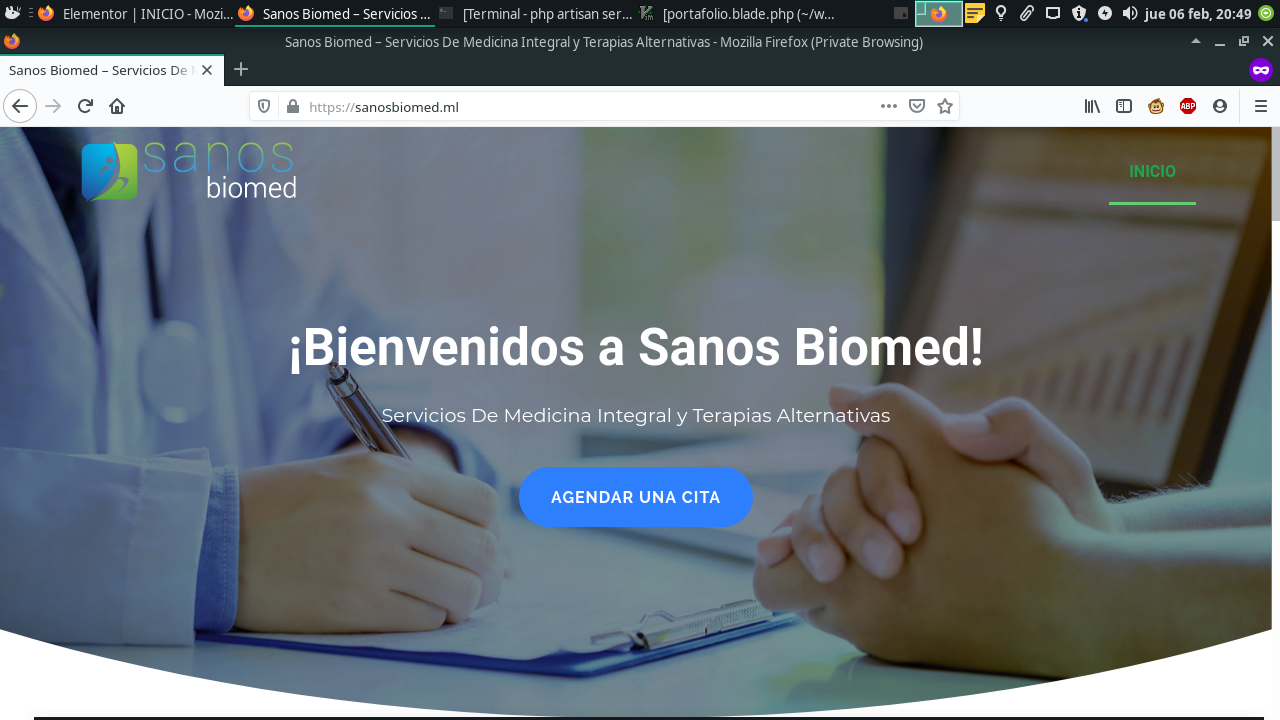 Elementor | INICIO - Mozi...
Sanos Biomed – Servicios ...
[Terminal - php artisan ser...
[portafolio.blade.php (~/w...
jue 06 feb, 20:49
Sanos Biomed – Servicios De Medicina Integral y Terapias Alternativas - Mozilla Firefox (Private Browsing)
Sanos Biomed – Servicios De
https://sanosbiomed.ml
ABP
sanos
biomed
INICIO
¡Bienvenidos a Sanos Biomed!
Servicios De Medicina Integral y Terapias Alternativas
AGENDAR UNA CITA